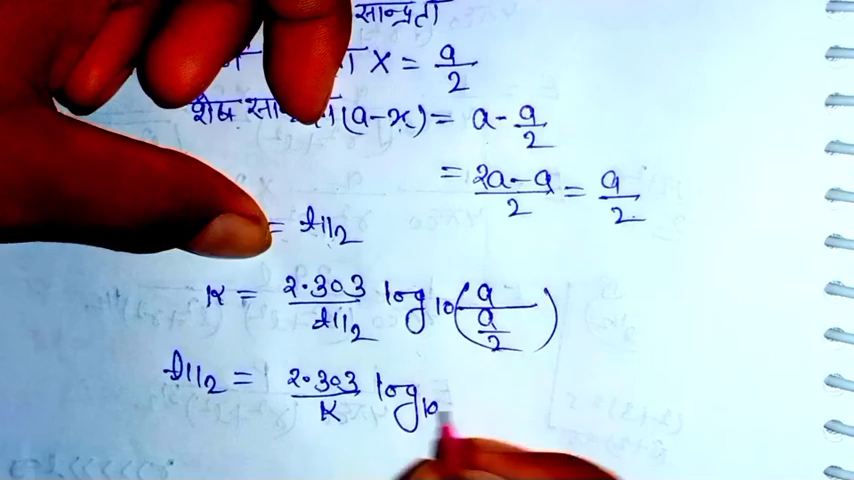 सान्द्रता
x = a/2
शेष (a-x) = a - a/2
= 2a-a/2 = a/2
= t1/2
K = 2.303/t1/2 log10 (a/a/2)
t1/2 = 2.303/K log10